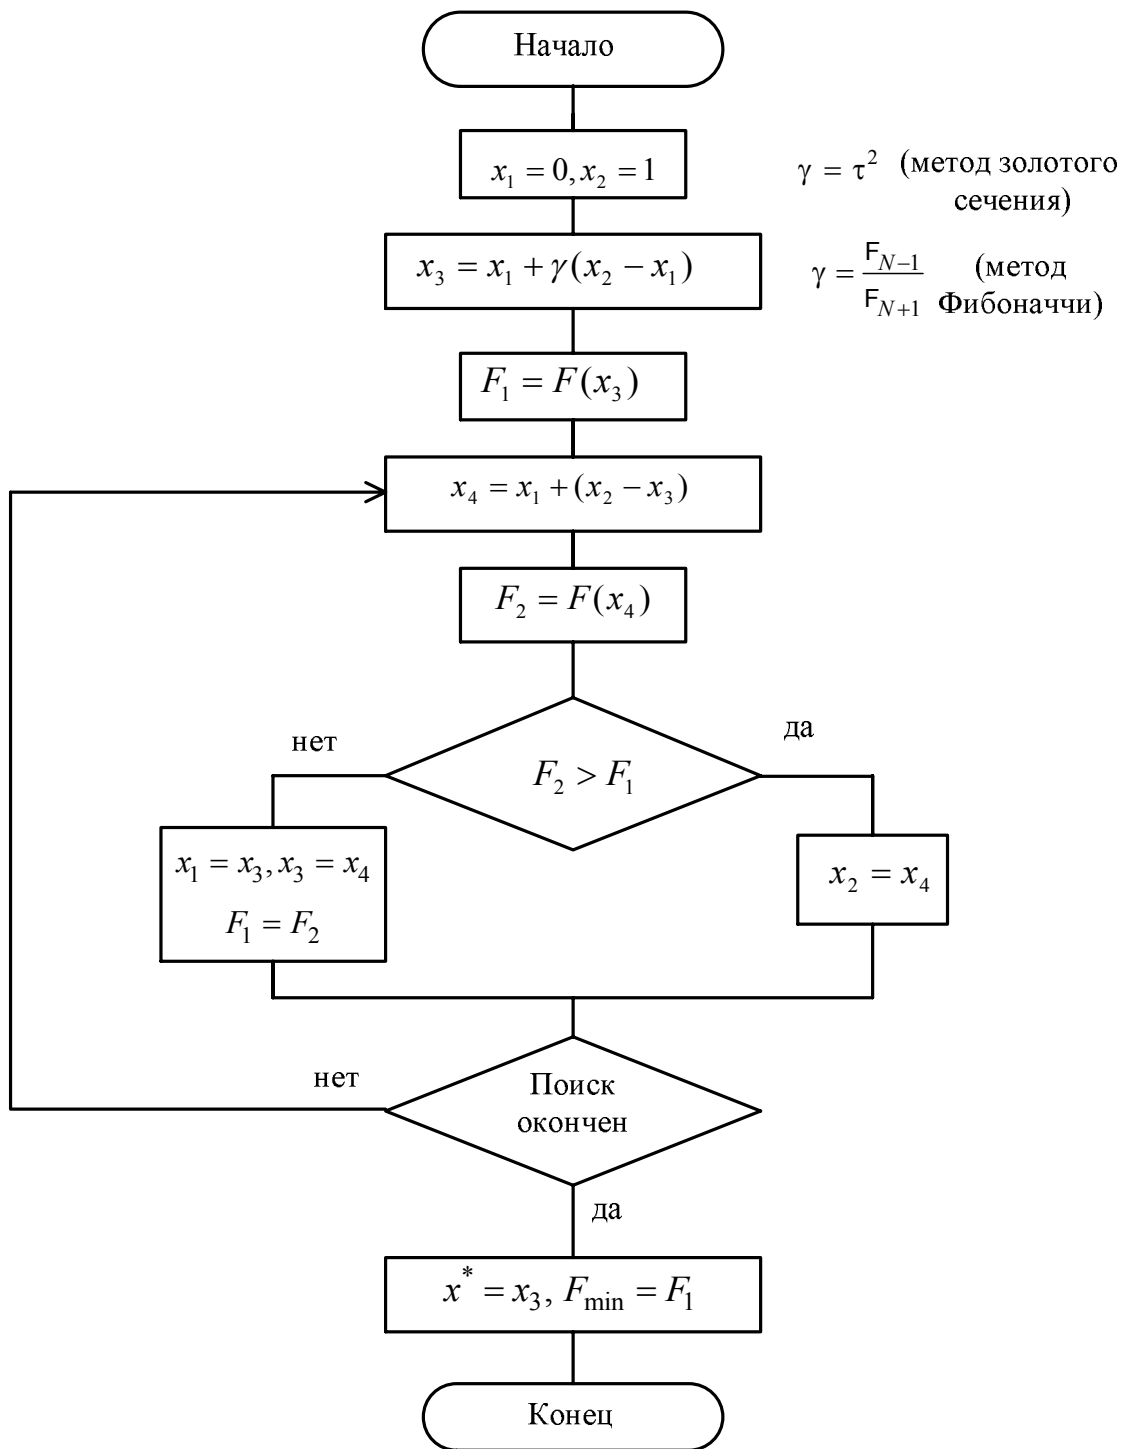 Начало
x₁ = 0, x₂ = 1
γ = τ² (метод золотого
сечения)
x₃ = x₁ + γ(x₂ − x₁)
γ = F_{N−1}/F_{N+1} (метод
Фибоначчи)
F₁ = F(x₃)
x₄ = x₁ + (x₂ − x₃)
F₂ = F(x₄)
нет
да
F₂ > F₁
x₁ = x₃, x₃ = x₄
F₁ = F₂
x₂ = x₄
нет
Поиск
окончен
да
x* = x₃, F_min = F₁
Конец